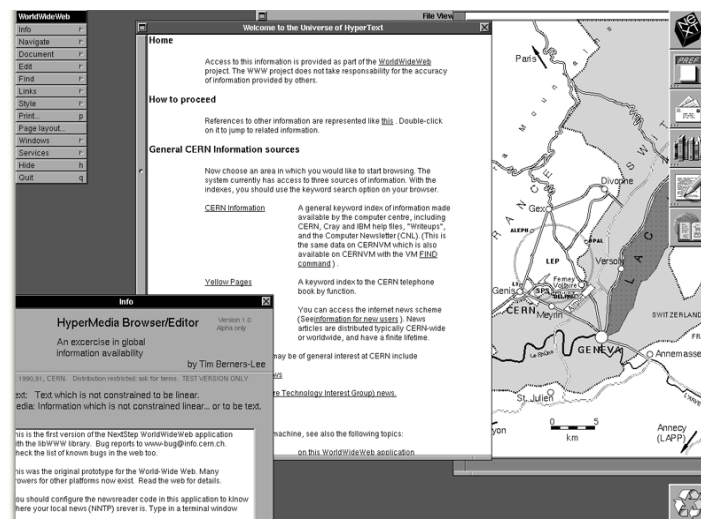 WorldWideWeb
Info
Navigate
Document
Edit
Find
Links
Style
Print... p
Page layout...
Windows
Services
Hide h
Quit q
Welcome to the Universe of HyperText
Home
Access to this information is provided as part of the WorldWideWeb
project. The WWW project does not take responsibility for the accuracy
of information provided by others.
How to proceed
References to other information are represented like this . Double-click
on it to jump to related information.
General CERN Information sources
Now choose an area in which you would like to start browsing. The
system currently has access to three sources of information. With the
indexes, you should use the keyword search option on your browser.
CERN Information
A general keyword index of information made
available by the computer centre, including
CERN, Cray and IBM help files, "Writeups",
and the Computer Newsletter (CNL). (This is
the same data on CERNVM which is also
available on CERNVM with the VM FIND
command ) .
Yellow Pages
A keyword index to the CERN telephone
book by function.
You can access the internet news scheme
(See information for new users ). News
articles are distributed typically CERN-wide
or worldwide, and have a finite lifetime.
may be of general interest at CERN include
re Technology Interest Group) news.
machine, see also the following topics:
on this WorldWideWeb application
Info
HyperMedia Browser/Editor
Version 1.0
Alpha only
An excercise in global
information availability
by Tim Berners-Lee
1990,91, CERN. Distribution restricted: ask for terms. TEST VERSION ONLY
ext: Text which is not constrained to be linear.
edia: Information which is not constrained linear... or to be text.
his is the first version of the NextStep WorldWideWeb application
ith the libWWW library. Bug reports to www-bug@info.cern.ch.
heck the list of known bugs in the web too.
his was the original prototype for the World-Wide Web. Many
rowers for other platforms now exist. Read the web for details.
ou should configure the newsreader code in this application to klnow
here your local news (NNTP) srever is. Type in a terminal window
File View
Paris
Divonne
Gex
ALEPH
OPAL
LEP
Versoix
Ferney
Voltaire
SPS
DELPHI
Genis
CERN
Meyrin
LAC
FRANCE
SWITZERLAND
GENEVA
Annemasse
La Rhône
L'ARVE
St. Julien
0 5
km
Annecy
(LAPP)
yon
NeXT
PREF